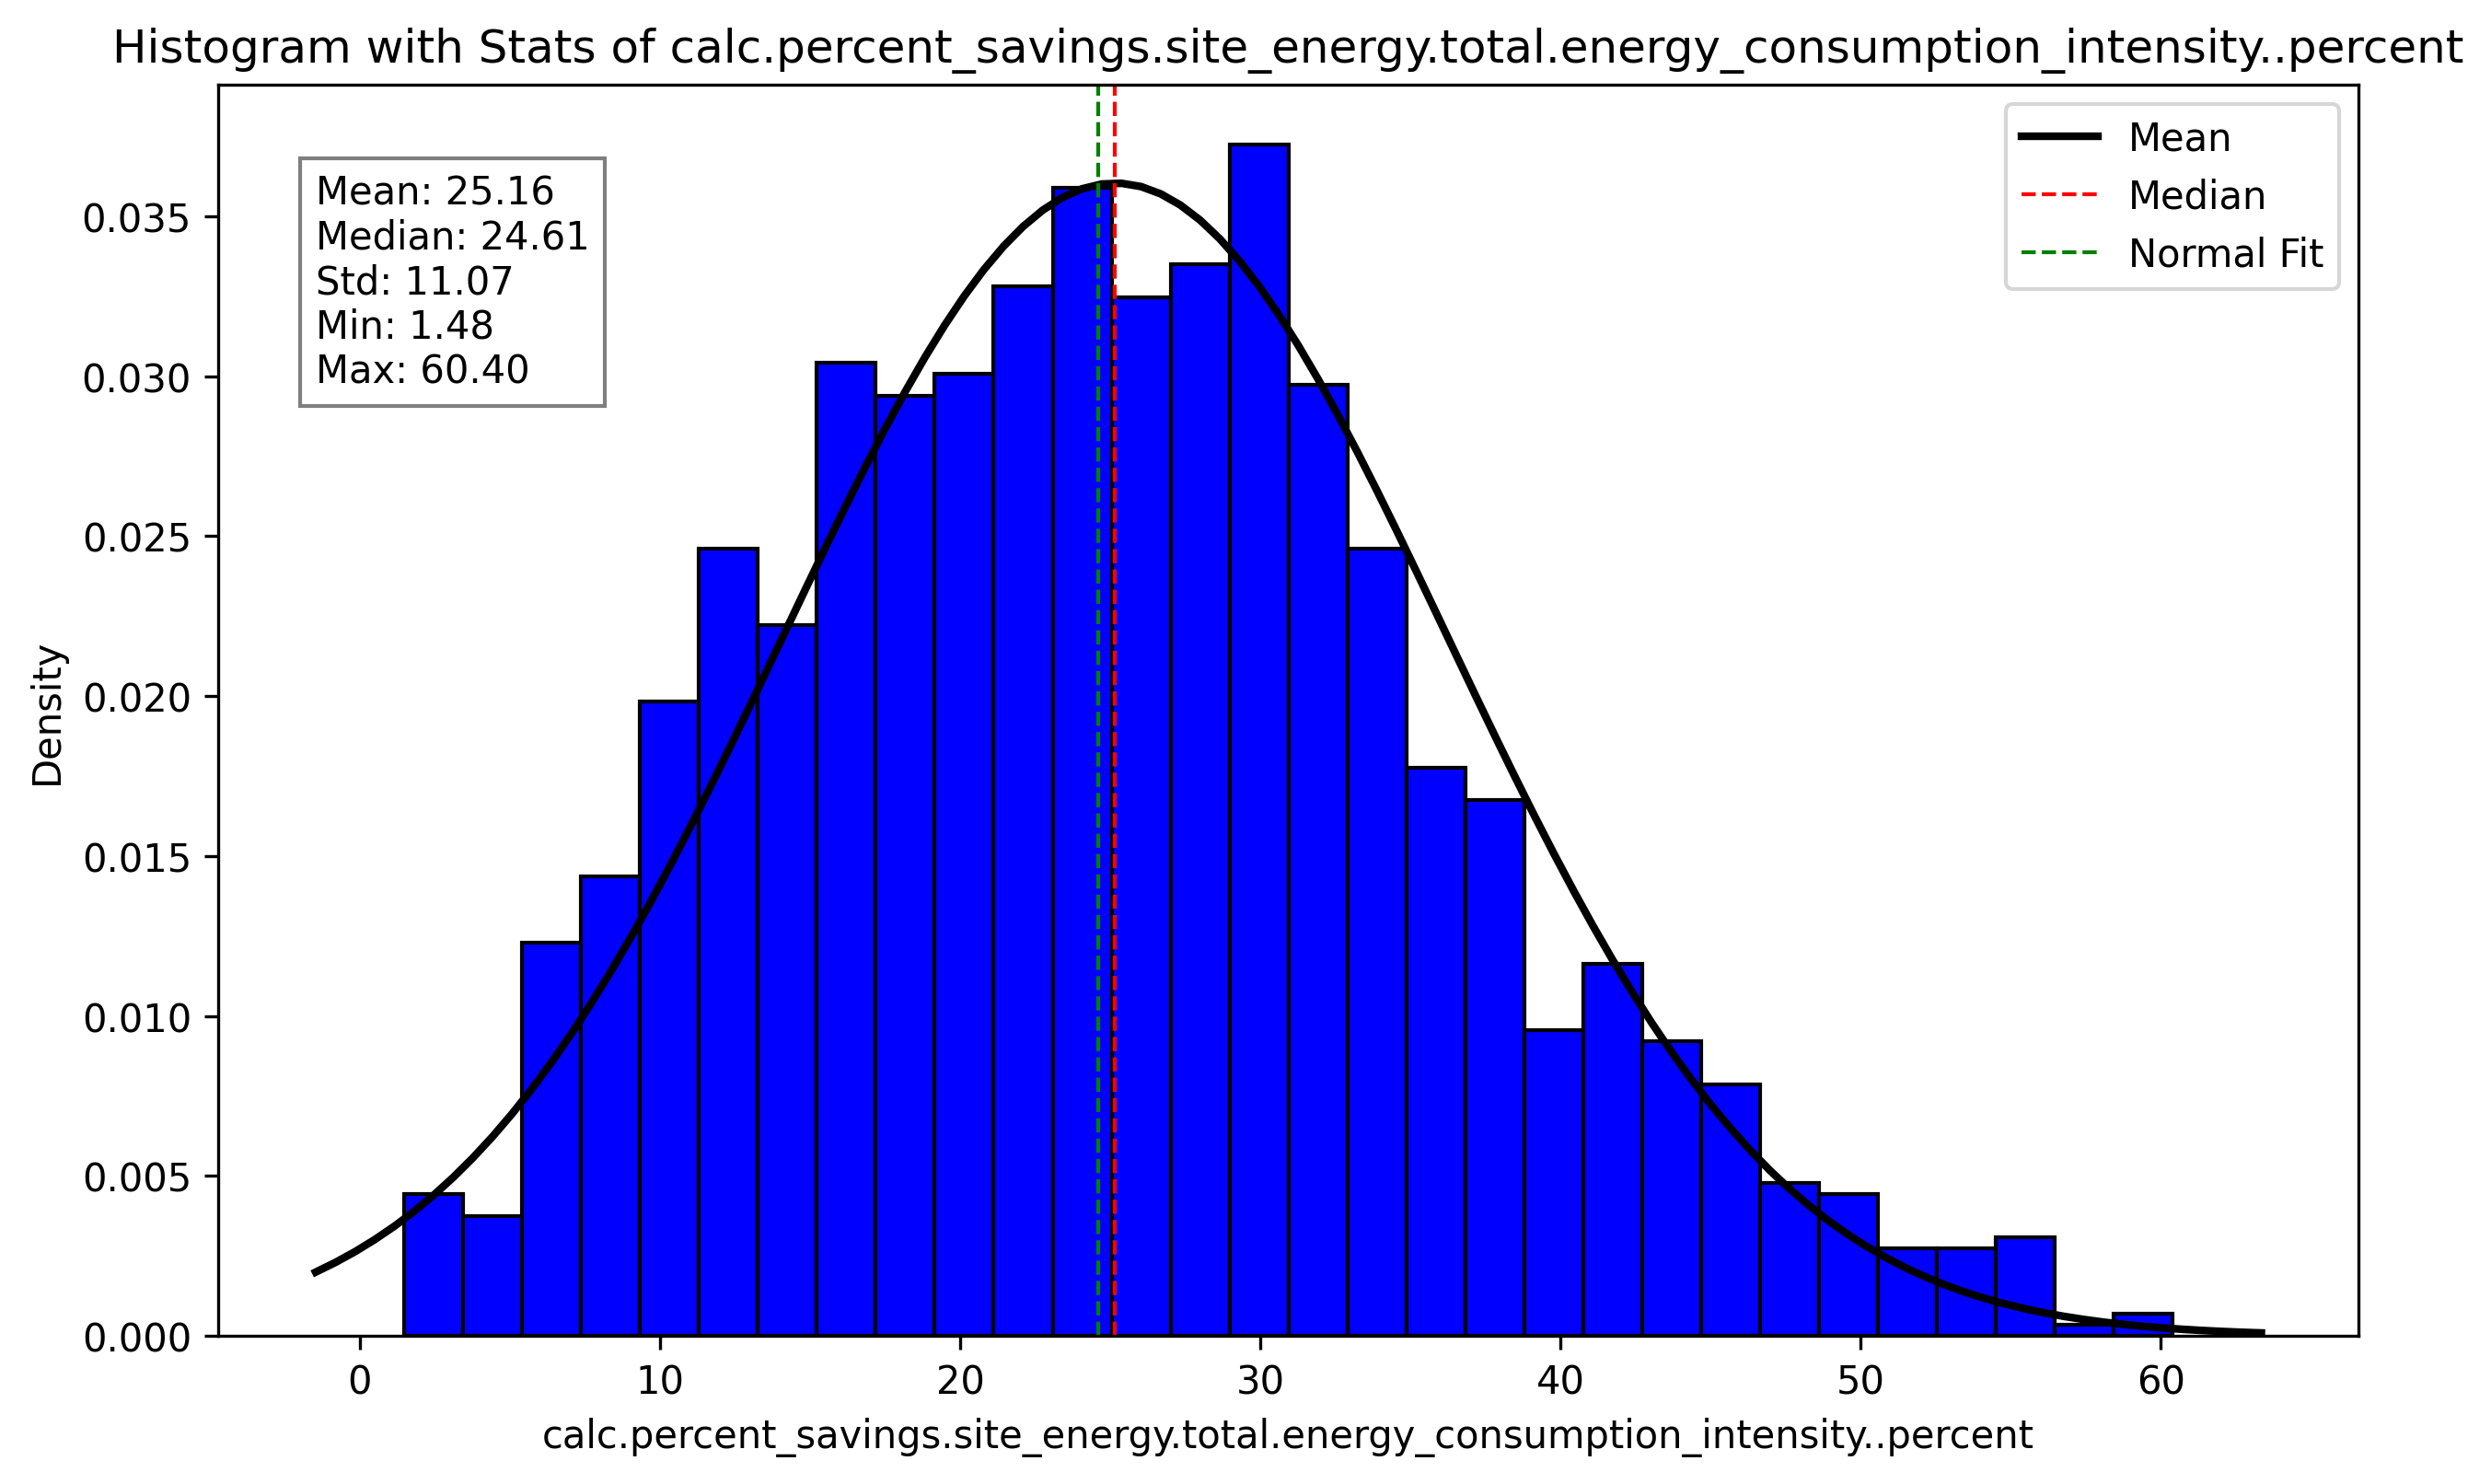 Histogram with Stats of calc.percent_savings.site_energy.total.energy_consumption_intensity..percent
Mean: 25.16
Median: 24.61
Std: 11.07
Min: 1.48
Max: 60.40
Mean
Median
Normal Fit
Density
0.035
0.030
0.025
0.020
0.015
0.010
0.005
0.000
0 10 20 30 40 50 60
calc.percent_savings.site_energy.total.energy_consumption_intensity..percent